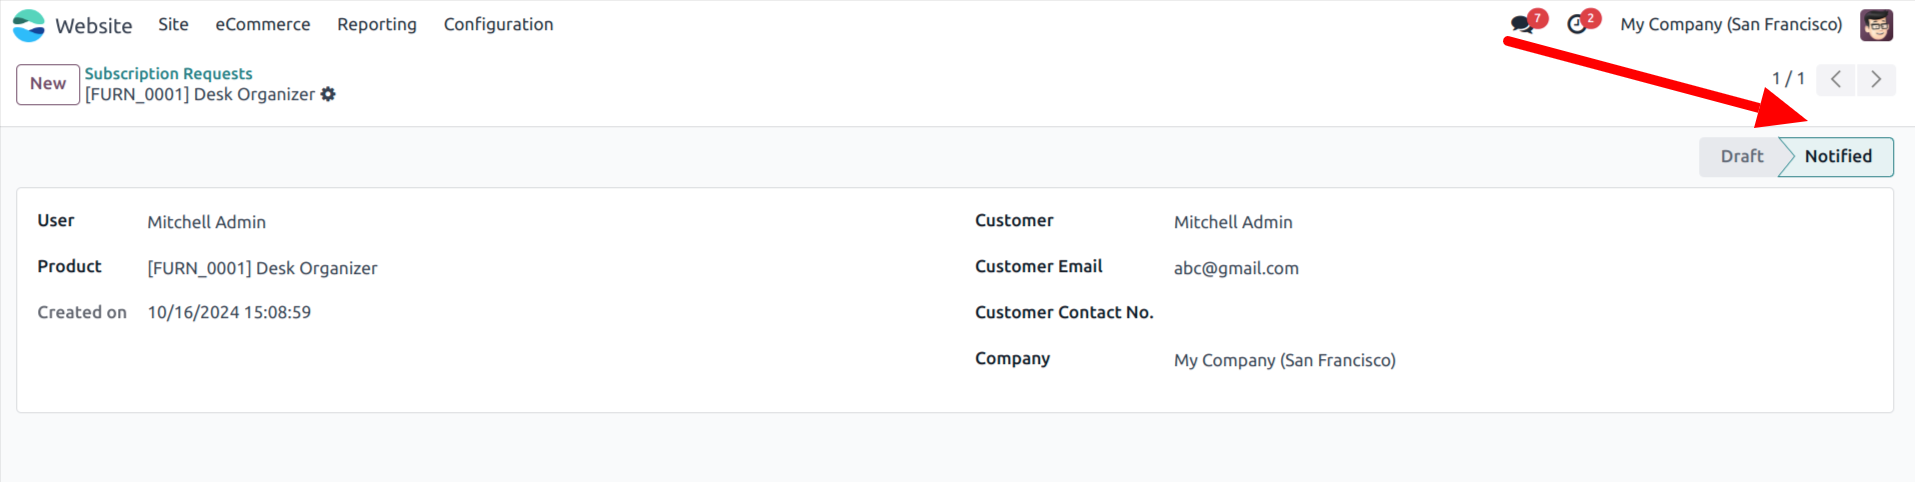 Website Site eCommerce Reporting Configuration 7 2 My Company (San Francisco)
New Subscription Requests
[FURN_0001] Desk Organizer 1 / 1
Draft Notified
User Mitchell Admin Customer Mitchell Admin
Product [FURN_0001] Desk Organizer Customer Email abc@gmail.com
Created on 10/16/2024 15:08:59 Customer Contact No.
Company My Company (San Francisco)